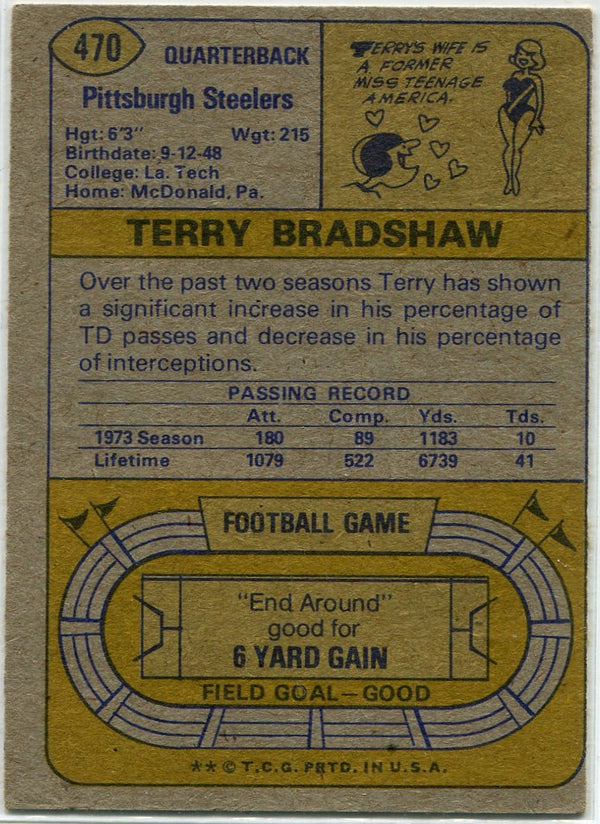 470
QUARTERBACK
Pittsburgh Steelers
Hgt: 6'3" Wgt: 215
Birthdate: 9-12-48
College: La. Tech
Home: McDonald, Pa.
TERRY'S WIFE IS
A FORMER
MISS TEENAGE
AMERICA.
TERRY BRADSHAW
Over the past two seasons Terry has shown
a significant increase in his percentage of
TD passes and decrease in his percentage
of interceptions.
PASSING RECORD
Att. Comp. Yds. Tds.
1973 Season 180 89 1183 10
Lifetime 1079 522 6739 41
FOOTBALL GAME
"End Around"
good for
6 YARD GAIN
FIELD GOAL—GOOD
** © T.C.G. PRTD. IN U.S.A.